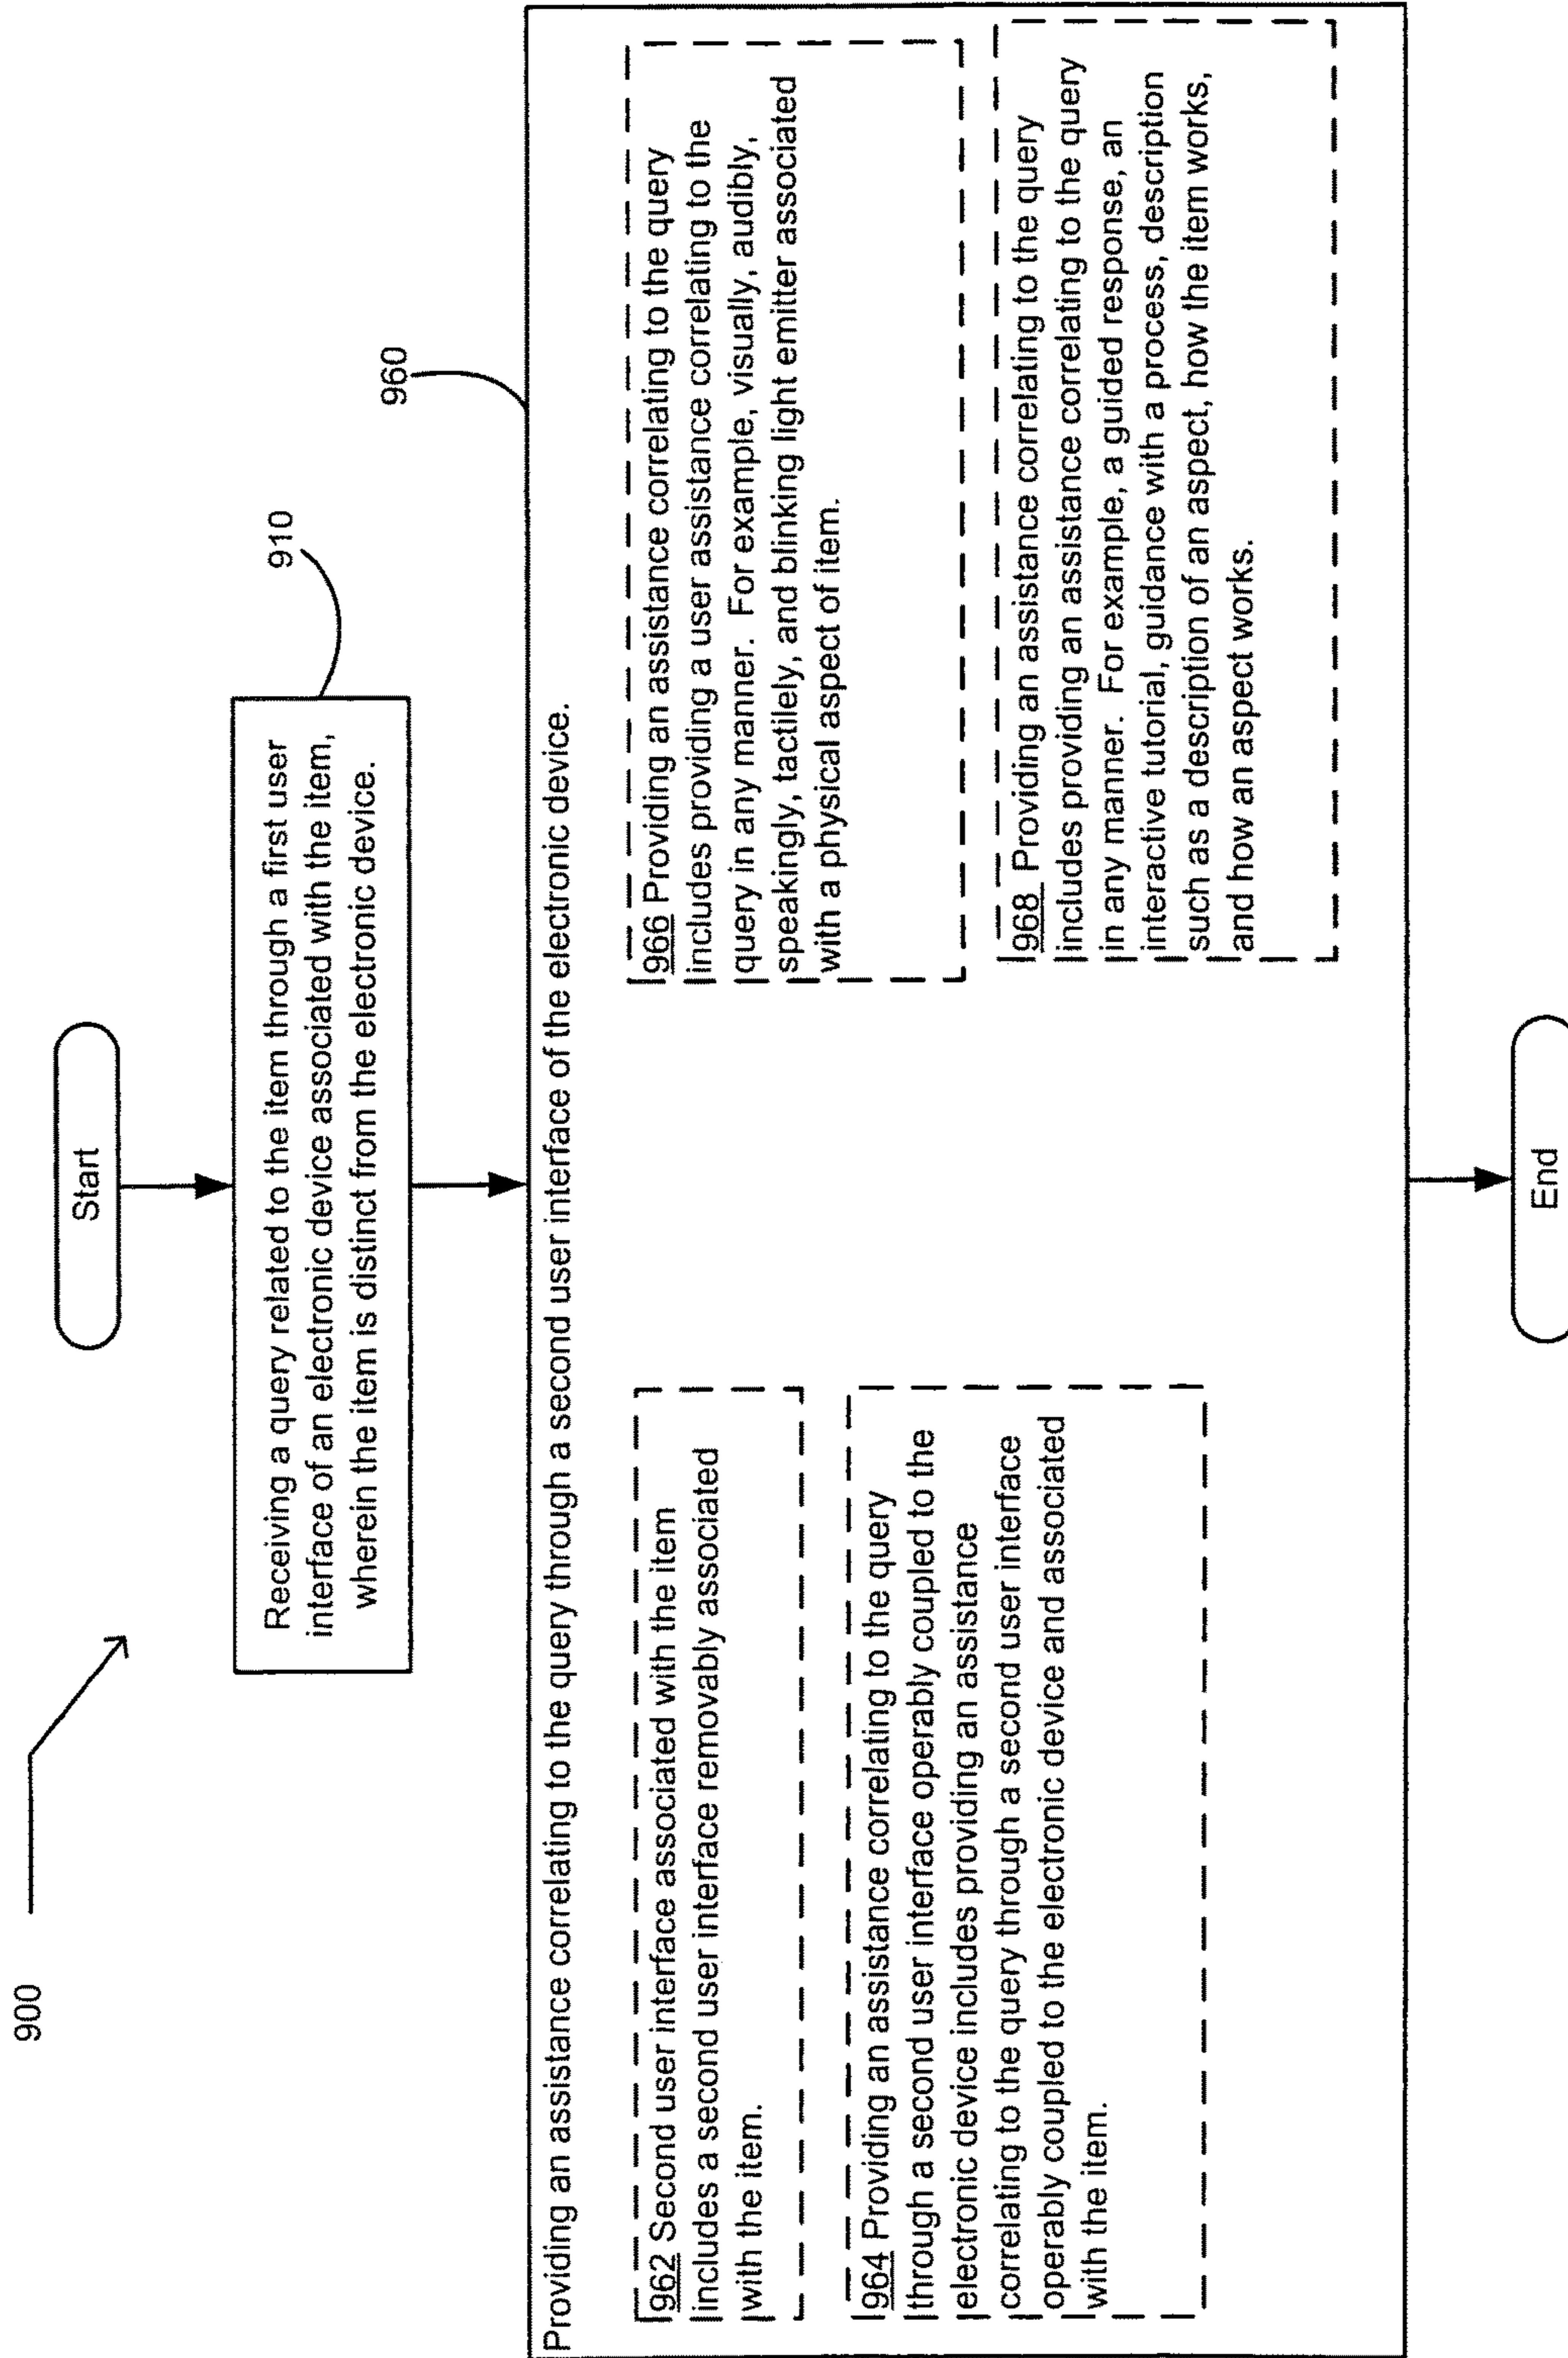 900
Start
910
Receiving a query related to the item through a first user
interface of an electronic device associated with the item,
wherein the item is distinct from the electronic device.
960
Providing an assistance correlating to the query through a second user interface of the electronic device.
962 Second user interface associated with the item
includes a second user interface removably associated
with the item.
964 Providing an assistance correlating to the query
through a second user interface operably coupled to the
electronic device includes providing an assistance
correlating to the query through a second user interface
operably coupled to the electronic device and associated
with the item.
966 Providing an assistance correlating to the query
includes providing a user assistance correlating to the
query in any manner. For example, visually, audibly,
speakingly, tactilely, and blinking light emitter associated
with a physical aspect of item.
968 Providing an assistance correlating to the query
includes providing an assistance correlating to the query
in any manner. For example, a guided response, an
interactive tutorial, guidance with a process, description
such as a description of an aspect, how the item works,
and how an aspect works.
End